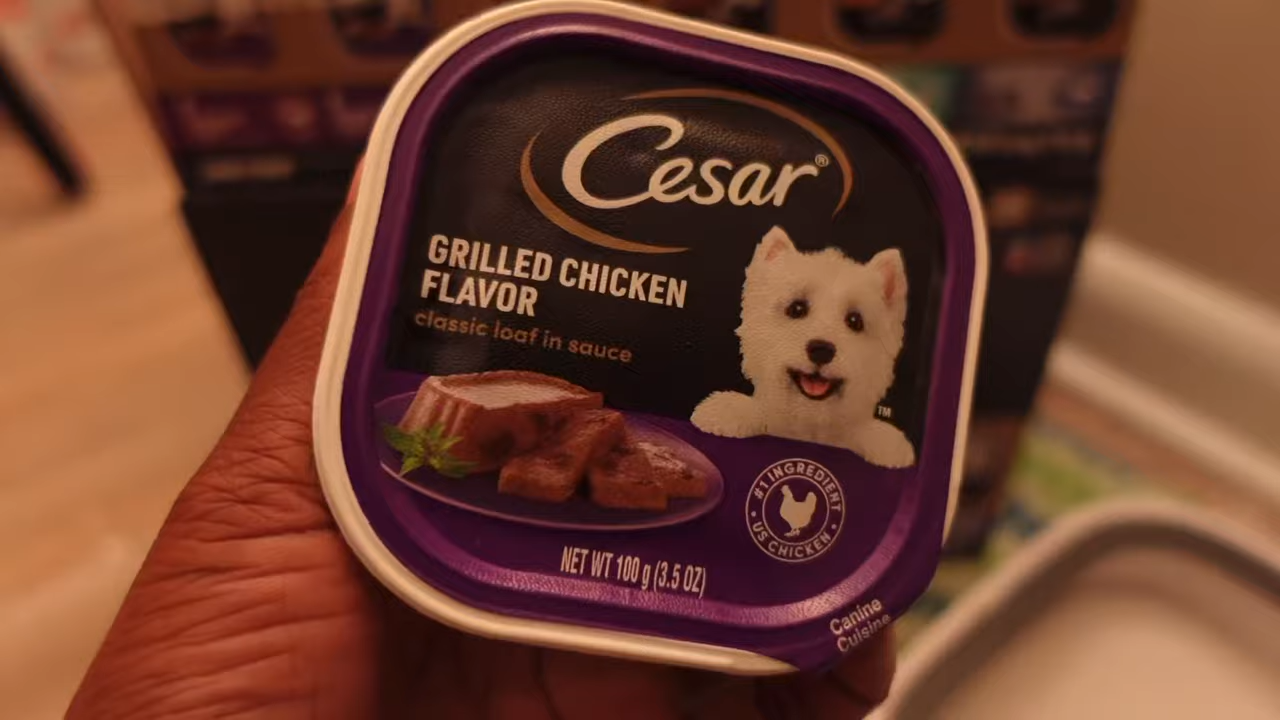 Cesar®
GRILLED CHICKEN
FLAVOR
classic loaf in sauce
TM
#1 INGREDIENT
US CHICKEN
NET WT 100 g (3.5 OZ)
Canine
Cuisine